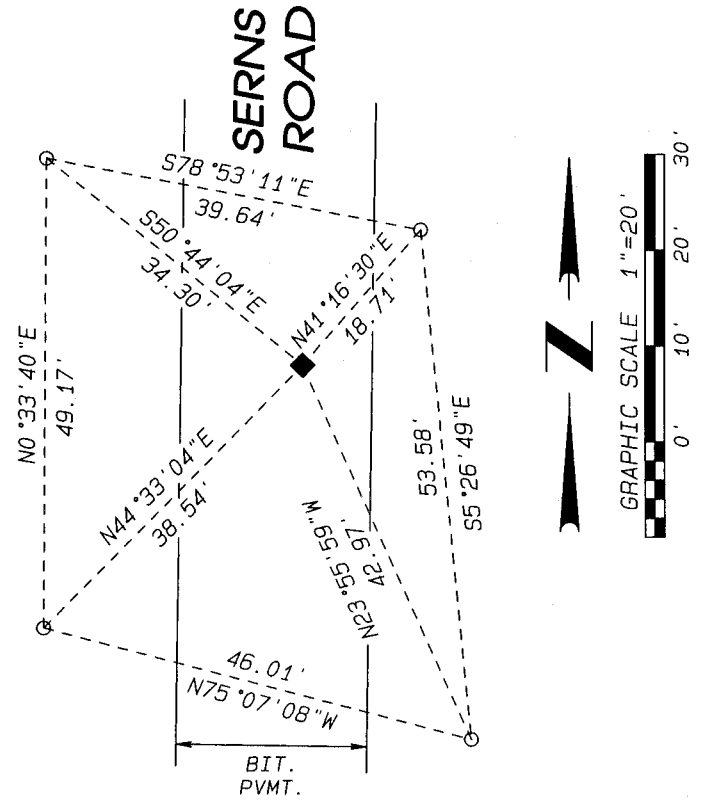 SERNS
ROAD
S78°53'11"E
39.64'
S50°44'04"E
34.30'
N0°33'40"E
49.17'
N41°16'30"E
18.71'
N44°33'04"E
38.54'
N23°55'59"W
42.97'
53.58'
S5°26'49"E
46.01'
N75°07'08"W
BIT.
PVMT.
N
GRAPHIC SCALE 1"=20'
0' 10' 20' 30'